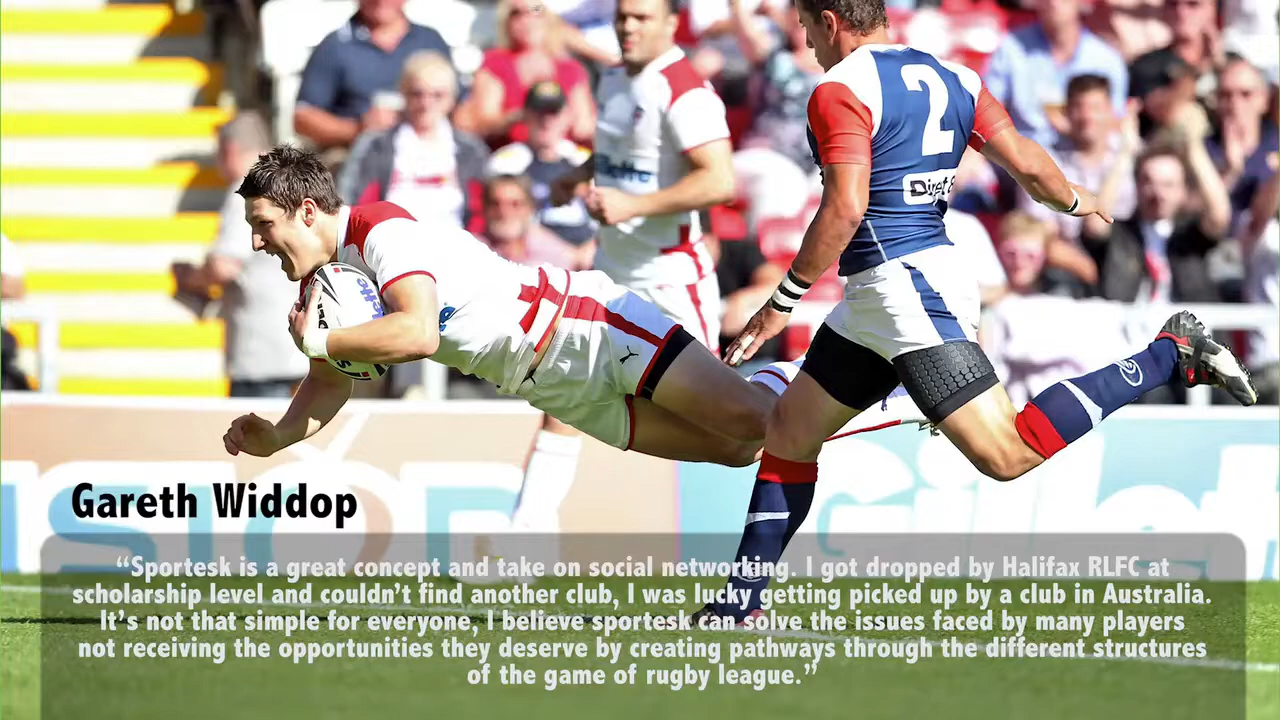 2
Gareth Widdop
“Sportesk is a great concept and take on social networking. I got dropped by Halifax RLFC at
scholarship level and couldn’t find another club, I was lucky getting picked up by a club in Australia.
It’s not that simple for everyone, I believe sportesk can solve the issues faced by many players
not receiving the opportunities they deserve by creating pathways through the different structures
of the game of rugby league.”